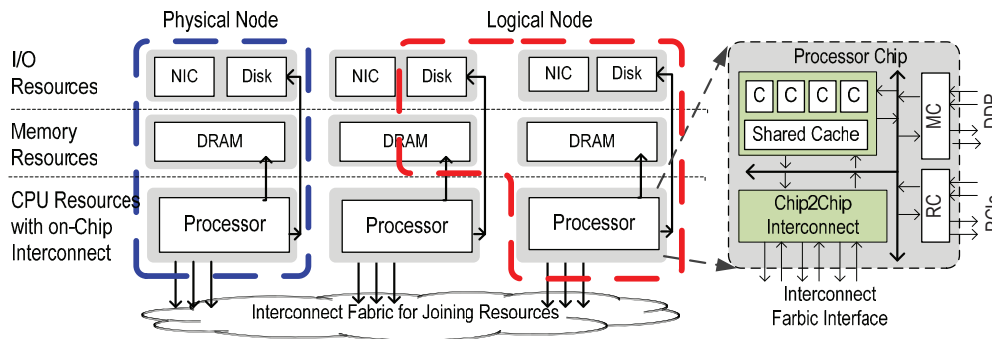 Physical Node
Logical Node
I/O
Resources
NIC
Disk
NIC
Disk
NIC
Disk
Memory
Resources
DRAM
DRAM
DRAM
CPU Resources
with on-Chip
Interconnect
Processor
Processor
Processor
Interconnect Fabric for Joining Resources
Processor Chip
C C C C
Shared Cache
Chip2Chip
Interconnect
MC
RC
DDR
PCIe
Interconnect
Farbic Interface